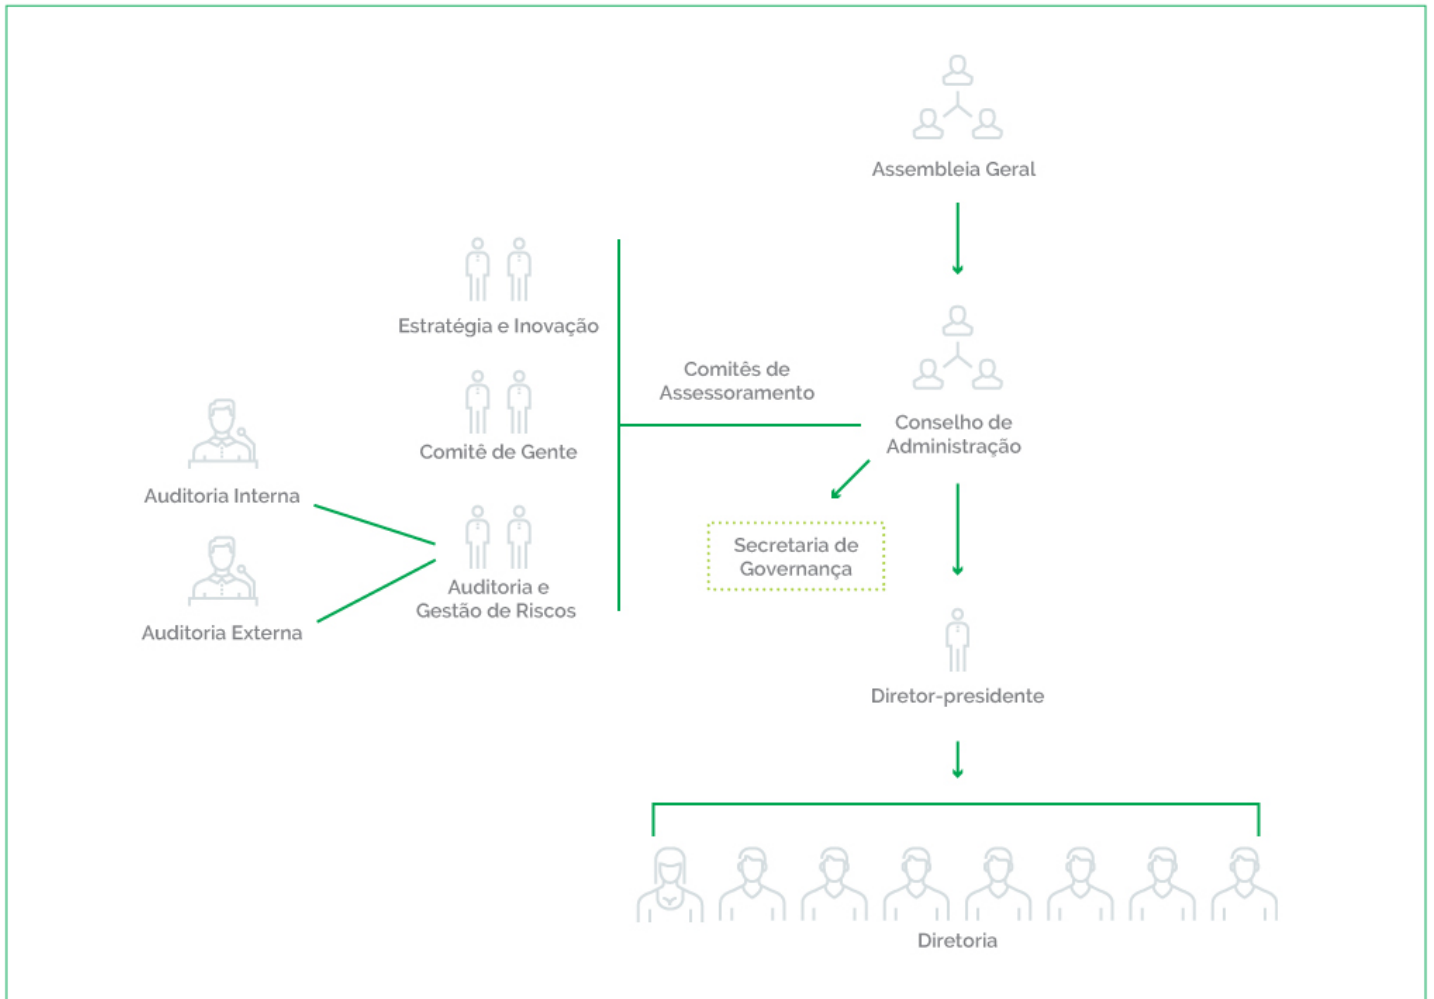 Assembleia Geral
Estratégia e Inovação
Comitês de
Assessoramento
Conselho de
Administração
Comitê de Gente
Auditoria Interna
Secretaria de
Governança
Auditoria e
Gestão de Riscos
Auditoria Externa
Diretor-presidente
Diretoria